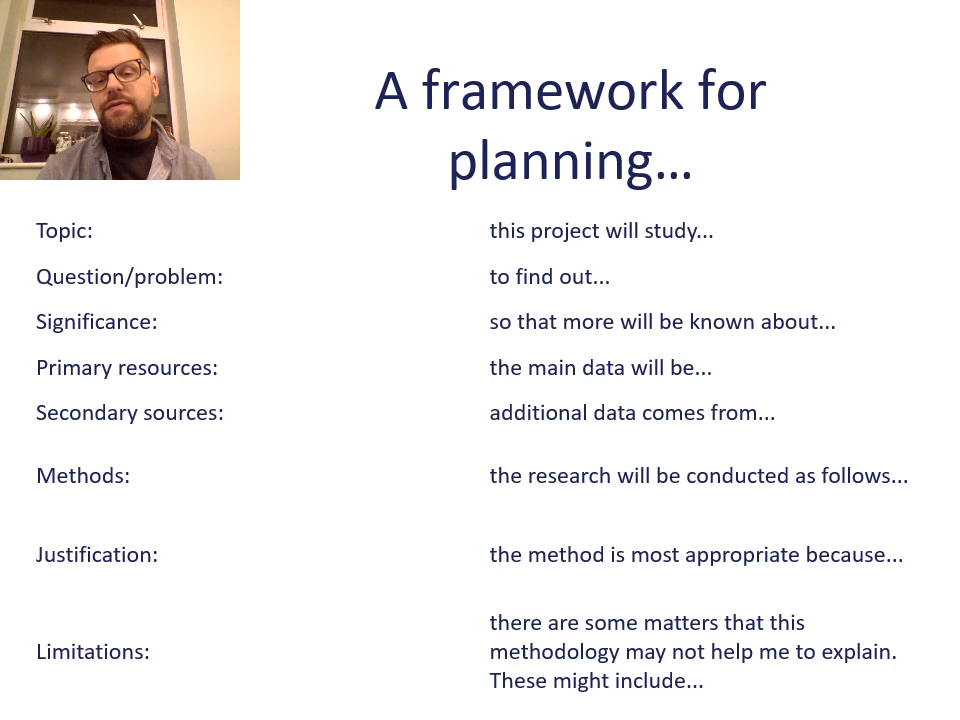 A framework for
planning...
Topic:
this project will study...
Question/problem:
to find out...
Significance:
so that more will be known about...
Primary resources:
the main data will be...
Secondary sources:
additional data comes from...
Methods:
the research will be conducted as follows...
Justification:
the method is most appropriate because...
Limitations:
there are some matters that this
methodology may not help me to explain.
These might include...